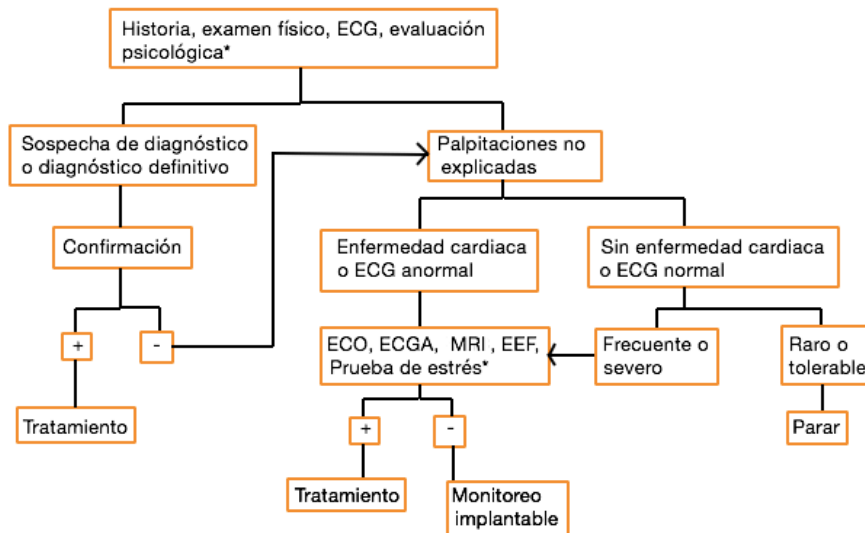 Historia, examen físico, ECG, evaluación
psicológica*
Sospecha de diagnóstico
o diagnóstico definitivo
Palpitaciones no
explicadas
Confirmación
Enfermedad cardiaca
o ECG anormal
Sin enfermedad cardiaca
o ECG normal
+
-
ECO, ECGA, MRI , EEF,
Prueba de estrés*
Frecuente o
severo
Raro o
tolerable
Tratamiento
+
-
Parar
Tratamiento
Monitoreo
implantable